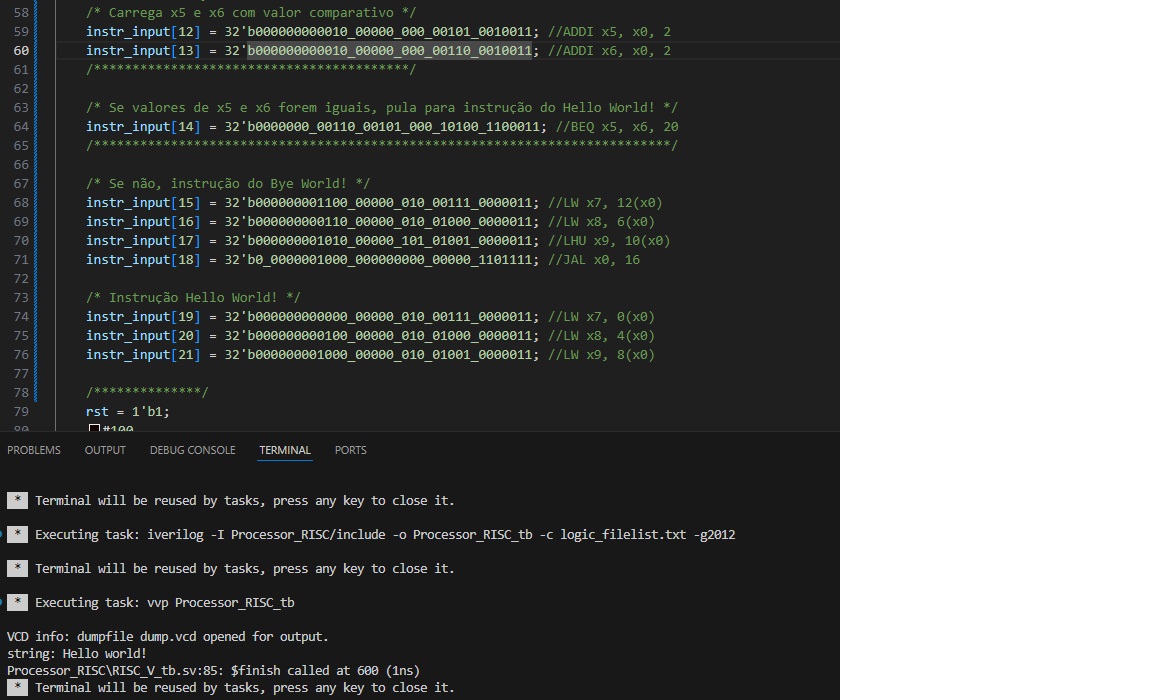 58 /* Carrega x5 e x6 com valor comparativo */
59 instr_input[12] = 32'b000000000010_00000_000_00101_0010011; //ADDI x5, x0, 2
60 instr_input[13] = 32'b000000000010_00000_000_00110_0010011; //ADDI x6, x0, 2
61 /*****************************************/
62
63 /* Se valores de x5 e x6 forem iguais, pula para instrução do Hello World! */
64 instr_input[14] = 32'b0000000_00110_00101_000_10100_1100011; //BEQ x5, x6, 20
65 /***************************************************************************/
66
67 /* Se não, instrução do Bye World! */
68 instr_input[15] = 32'b000000001100_00000_010_00111_0000011; //LW x7, 12(x0)
69 instr_input[16] = 32'b000000000110_00000_010_01000_0000011; //LW x8, 6(x0)
70 instr_input[17] = 32'b000000001010_00000_101_01001_0000011; //LHU x9, 10(x0)
71 instr_input[18] = 32'b0_0000001000_000000000_00000_1101111; //JAL x0, 16
72
73 /* Instrução Hello World! */
74 instr_input[19] = 32'b000000000000_00000_010_00111_0000011; //LW x7, 0(x0)
75 instr_input[20] = 32'b000000000100_00000_010_01000_0000011; //LW x8, 4(x0)
76 instr_input[21] = 32'b000000001000_00000_010_01001_0000011; //LW x9, 8(x0)
77
78 /**************/
79 rst = 1'b1;
80 #100
PROBLEMS OUTPUT DEBUG CONSOLE TERMINAL PORTS
* Terminal will be reused by tasks, press any key to close it.
* Executing task: iverilog -I Processor_RISC/include -o Processor_RISC_tb -c logic_filelist.txt -g2012
* Terminal will be reused by tasks, press any key to close it.
* Executing task: vvp Processor_RISC_tb
VCD info: dumpfile dump.vcd opened for output.
string: Hello world!
Processor_RISC\RISC_V_tb.sv:85: $finish called at 600 (1ns)
* Terminal will be reused by tasks, press any key to close it.